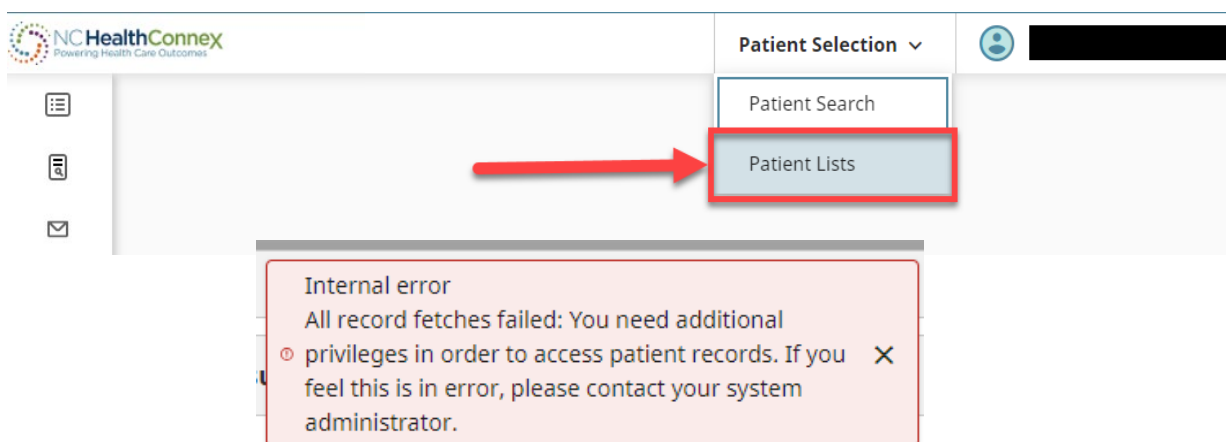 NC HealthConnex
Powering Health Care Outcomes
Patient Selection
Patient Search
Patient Lists
Internal error
All record fetches failed: You need additional
privileges in order to access patient records. If you
feel this is in error, please contact your system
administrator.